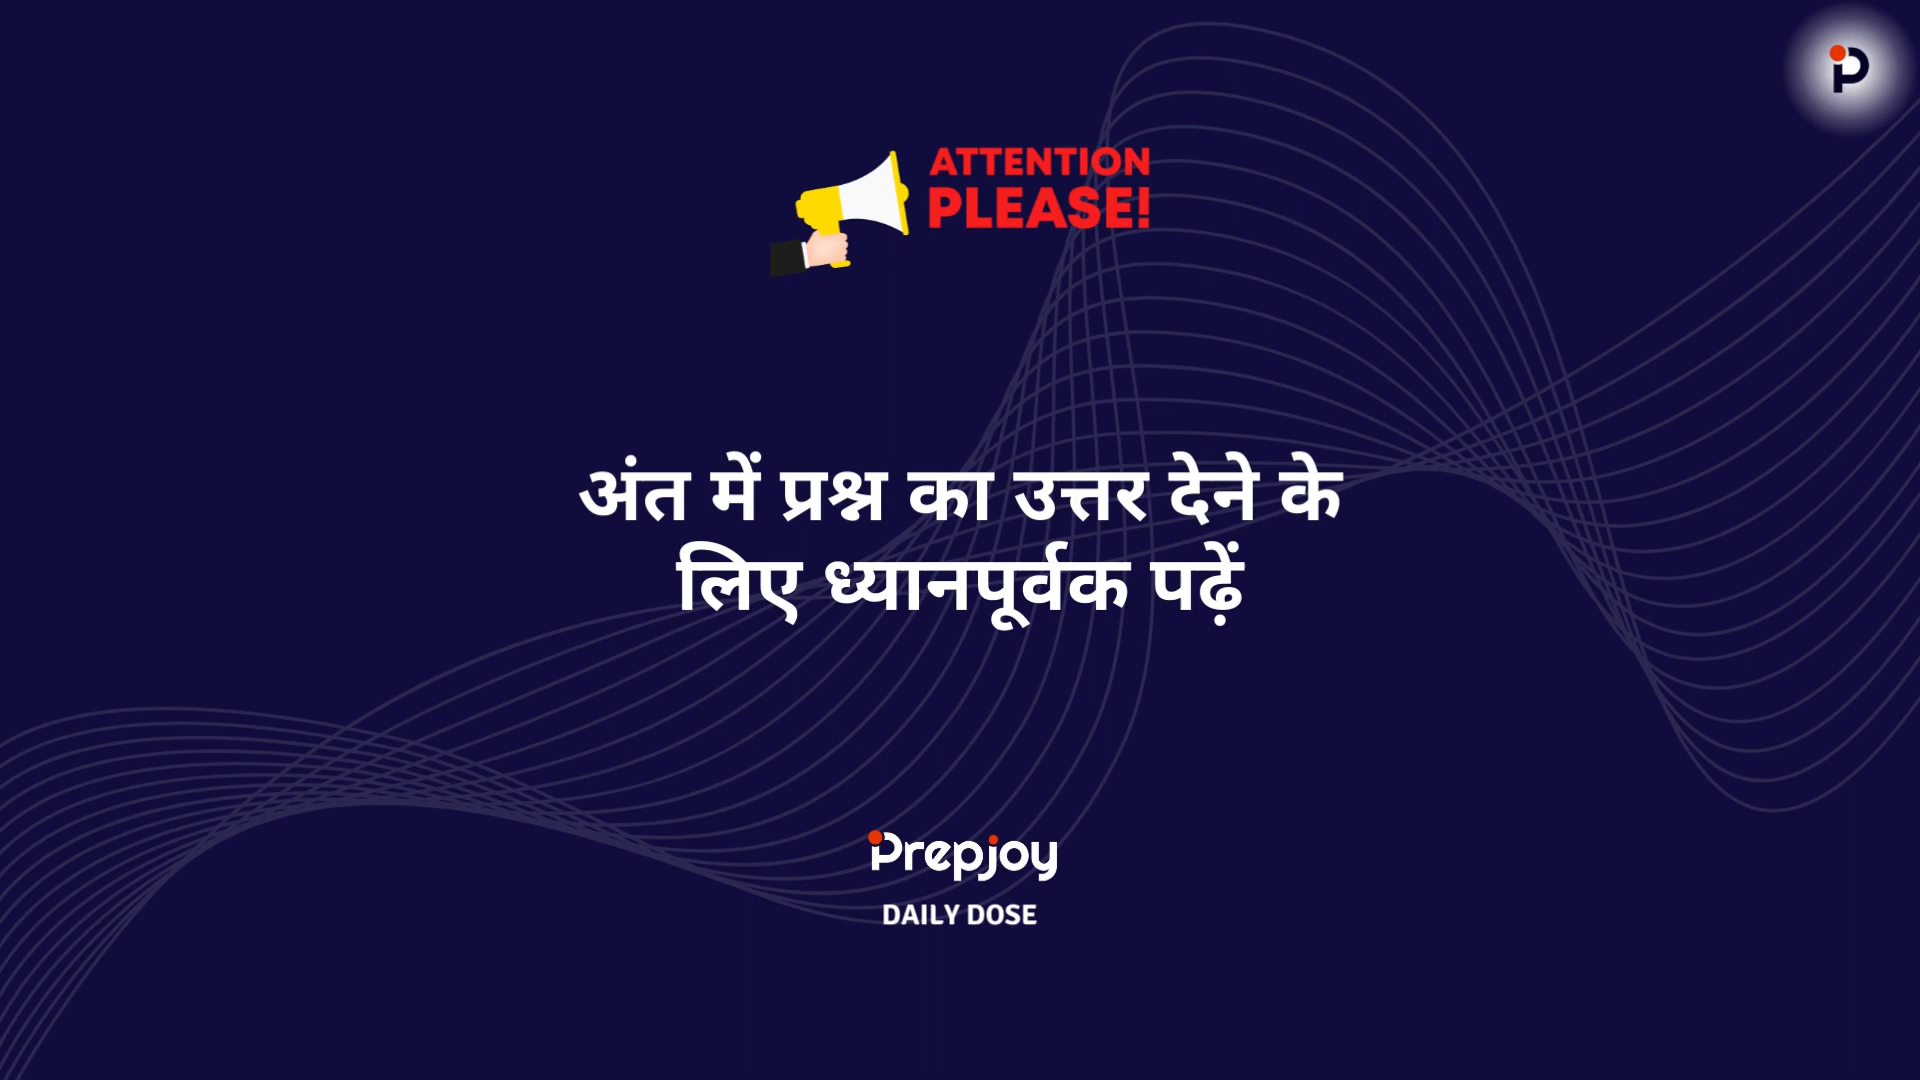 ATTENTION
PLEASE!
अंत में प्रश्न का उत्तर देने के
लिए ध्यानपूर्वक पढ़ें
Prepjoy
DAILY DOSE